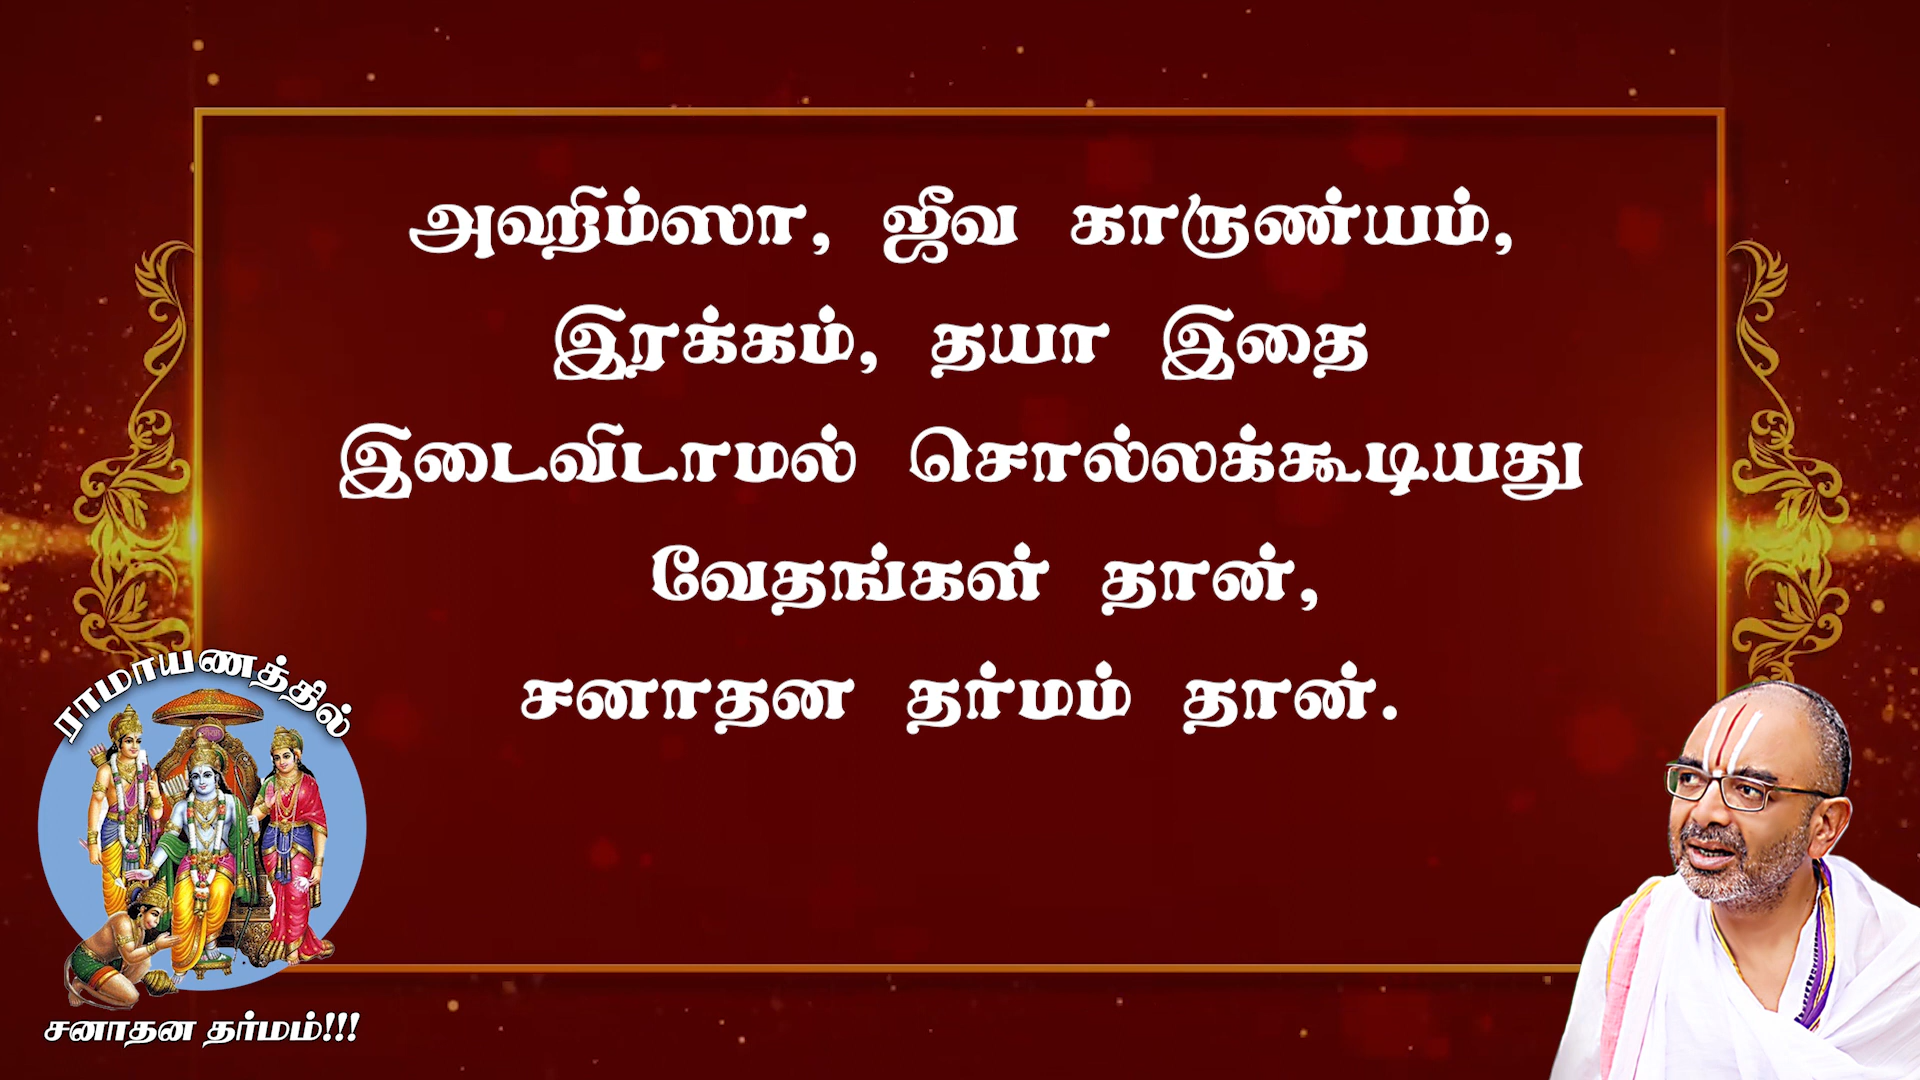 அஹிம்ஸா, ஜீவ காருண்யம்,
இரக்கம், தயா இதை
இடைவிடாமல் சொல்லக்கூடியது
வேதங்கள் தான்,
சனாதன தர்மம் தான்.
ராமாயணத்தில்
சனாதன தர்மம்!!!